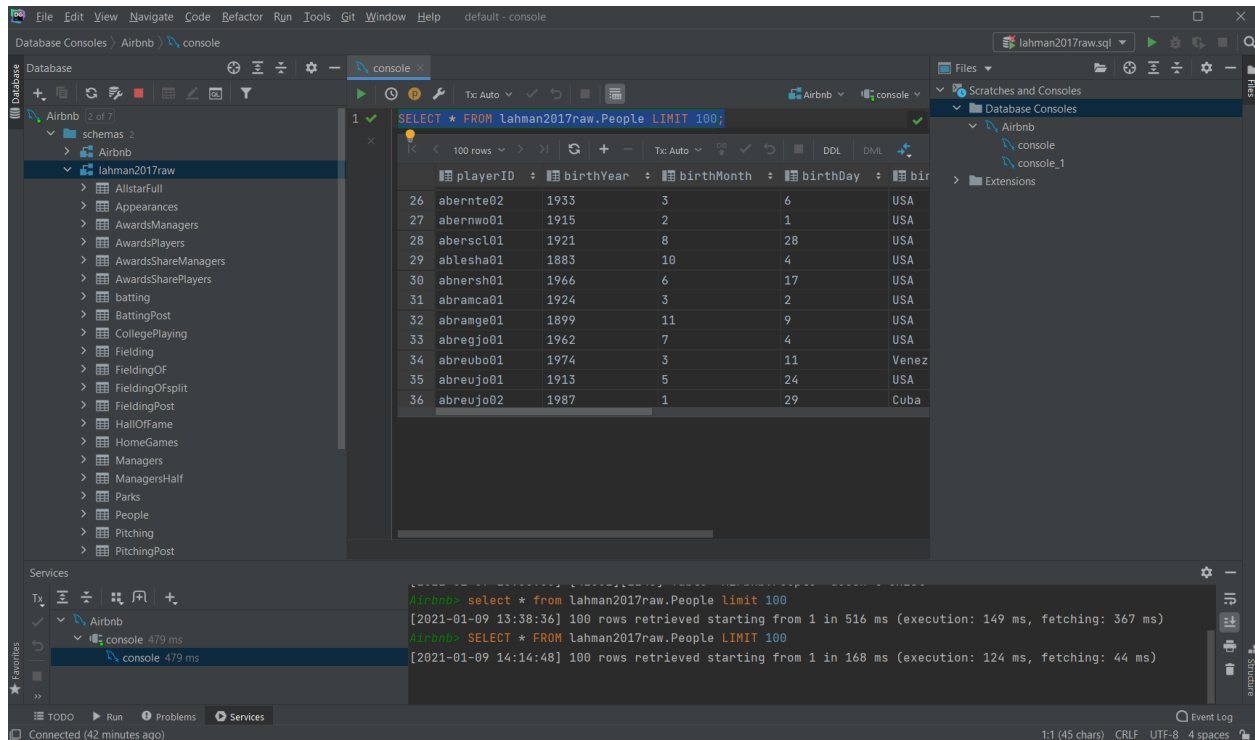 DG File Edit View Navigate Code Refactor Run Tools Git Window Help default - console
Database Consoles Airbnb console lahman2017raw.sql
Database
Database
QL
Airbnb 2 of 7
schemas 2
Airbnb
lahman2017raw
AllstarFull
Appearances
AwardsManagers
AwardsPlayers
AwardsShareManagers
AwardsSharePlayers
batting
BattingPost
CollegePlaying
Fielding
FieldingOF
FieldingOFsplit
FieldingPost
HallOfFame
HomeGames
Managers
ManagersHalf
Parks
People
Pitching
PitchingPost
console
Tx: Auto Airbnb console
1 SELECT * FROM lahman2017raw.People LIMIT 100;
100 rows Tx: Auto DDL DML
playerID birthYear birthMonth birthDay bir
26 abernte02 1933 3 6 USA
27 abernwo01 1915 2 1 USA
28 aberscl01 1921 8 28 USA
29 ablesha01 1883 10 4 USA
30 abnersh01 1966 6 17 USA
31 abramca01 1924 3 2 USA
32 abramge01 1899 11 9 USA
33 abregjo01 1962 7 4 USA
34 abreubo01 1974 3 11 Venez
35 abreujo01 1913 5 24 USA
36 abreujo02 1987 1 29 Cuba
Files
Files
Scratches and Consoles
Database Consoles
Airbnb
console
console_1
Extensions
Services
Tx
Airbnb
console 479 ms
console 479 ms
Airbnb> select * from lahman2017raw.People limit 100
[2021-01-09 13:38:36] 100 rows retrieved starting from 1 in 516 ms (execution: 149 ms, fetching: 367 ms)
Airbnb> SELECT * FROM lahman2017raw.People LIMIT 100
[2021-01-09 14:14:48] 100 rows retrieved starting from 1 in 168 ms (execution: 124 ms, fetching: 44 ms)
Favorites
Structure
TODO Run Problems Services Event Log
Connected (42 minutes ago) 1:1 (45 chars) CRLF UTF-8 4 spaces